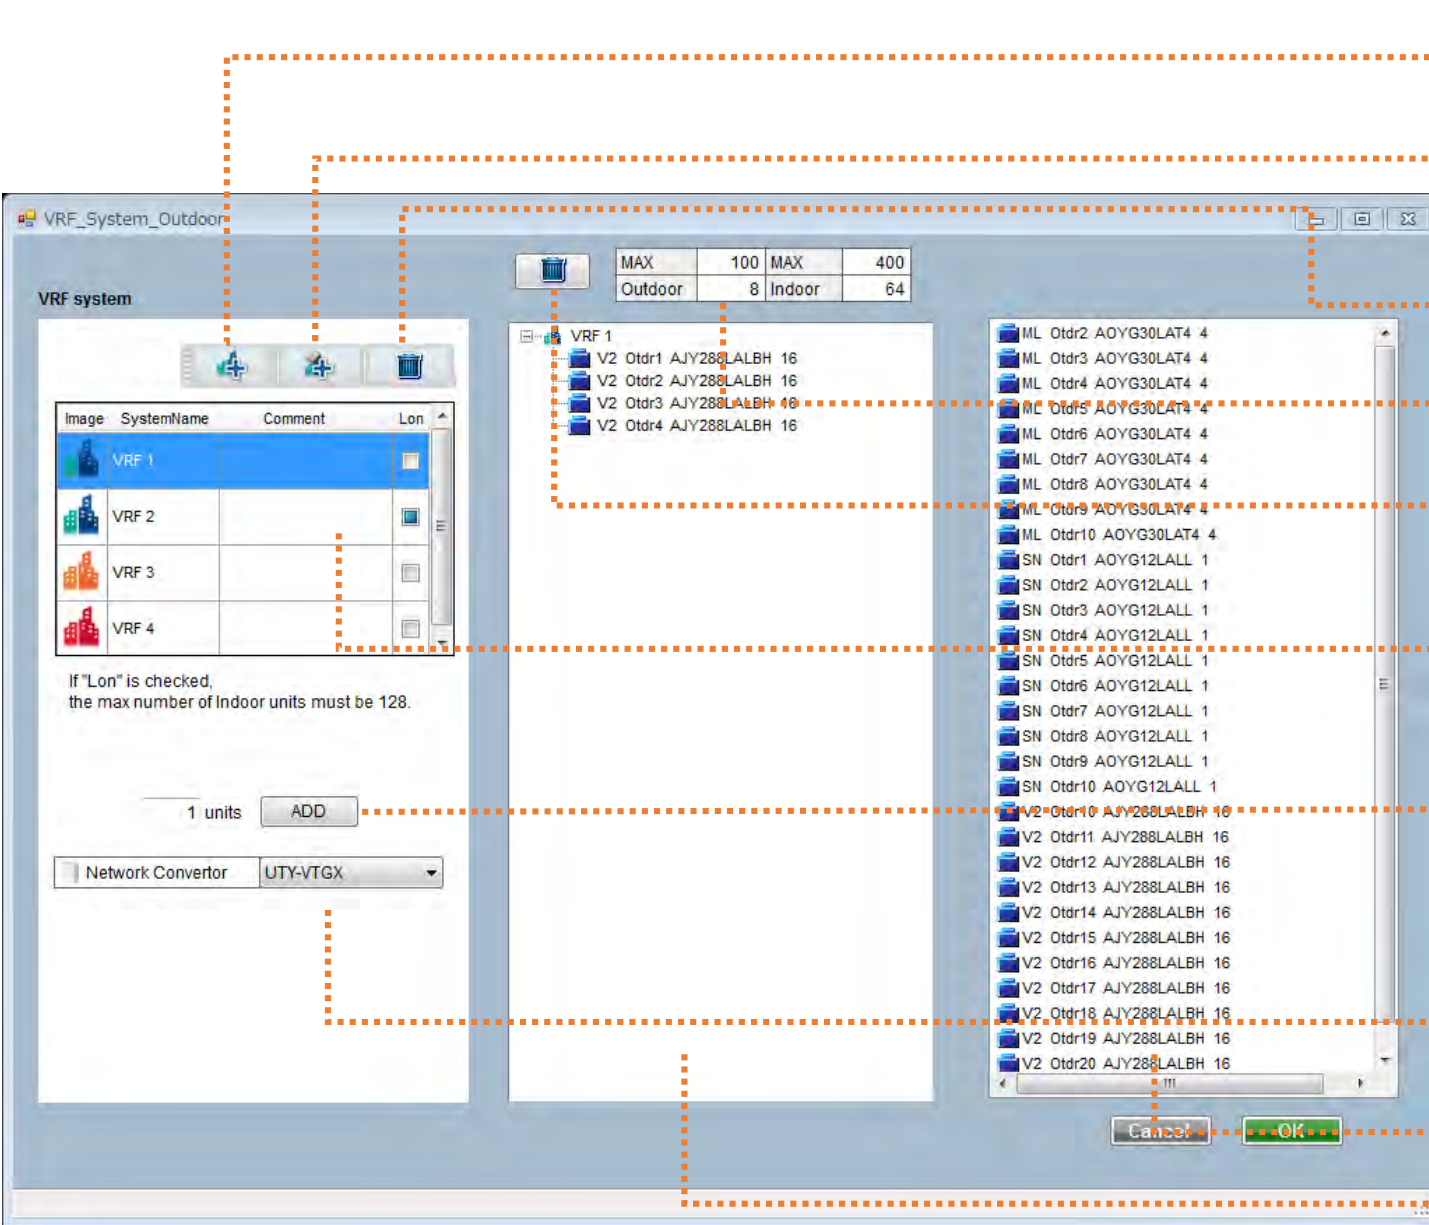 VRF_System_Outdoor
MAX 100 MAX 400
Outdoor 8 Indoor 64
VRF system
Image SystemName Comment Lon
VRF 1
VRF 2
VRF 3
VRF 4
If "Lon" is checked,
the max number of Indoor units must be 128.
1 units ADD
Network Convertor UTY-VTGX
VRF 1
V2 Otdr1 AJY288LALBH 16
V2 Otdr2 AJY288LALBH 16
V2 Otdr3 AJY288LALBH 16
V2 Otdr4 AJY288LALBH 16
ML Otdr2 AOYG30LAT4 4
ML Otdr3 AOYG30LAT4 4
ML Otdr4 AOYG30LAT4 4
ML Otdr5 AOYG30LAT4 4
ML Otdr6 AOYG30LAT4 4
ML Otdr7 AOYG30LAT4 4
ML Otdr8 AOYG30LAT4 4
ML Otdr9 AOYG30LAT4 4
ML Otdr10 AOYG30LAT4 4
SN Otdr1 AOYG12LALL 1
SN Otdr2 AOYG12LALL 1
SN Otdr3 AOYG12LALL 1
SN Otdr4 AOYG12LALL 1
SN Otdr5 AOYG12LALL 1
SN Otdr6 AOYG12LALL 1
SN Otdr7 AOYG12LALL 1
SN Otdr8 AOYG12LALL 1
SN Otdr9 AOYG12LALL 1
SN Otdr10 AOYG12LALL 1
V2 Otdr10 AJY288LALBH 16
V2 Otdr11 AJY288LALBH 16
V2 Otdr12 AJY288LALBH 16
V2 Otdr13 AJY288LALBH 16
V2 Otdr14 AJY288LALBH 16
V2 Otdr15 AJY288LALBH 16
V2 Otdr16 AJY288LALBH 16
V2 Otdr17 AJY288LALBH 16
V2 Otdr18 AJY288LALBH 16
V2 Otdr19 AJY288LALBH 16
V2 Otdr20 AJY288LALBH 16
Cancel OK